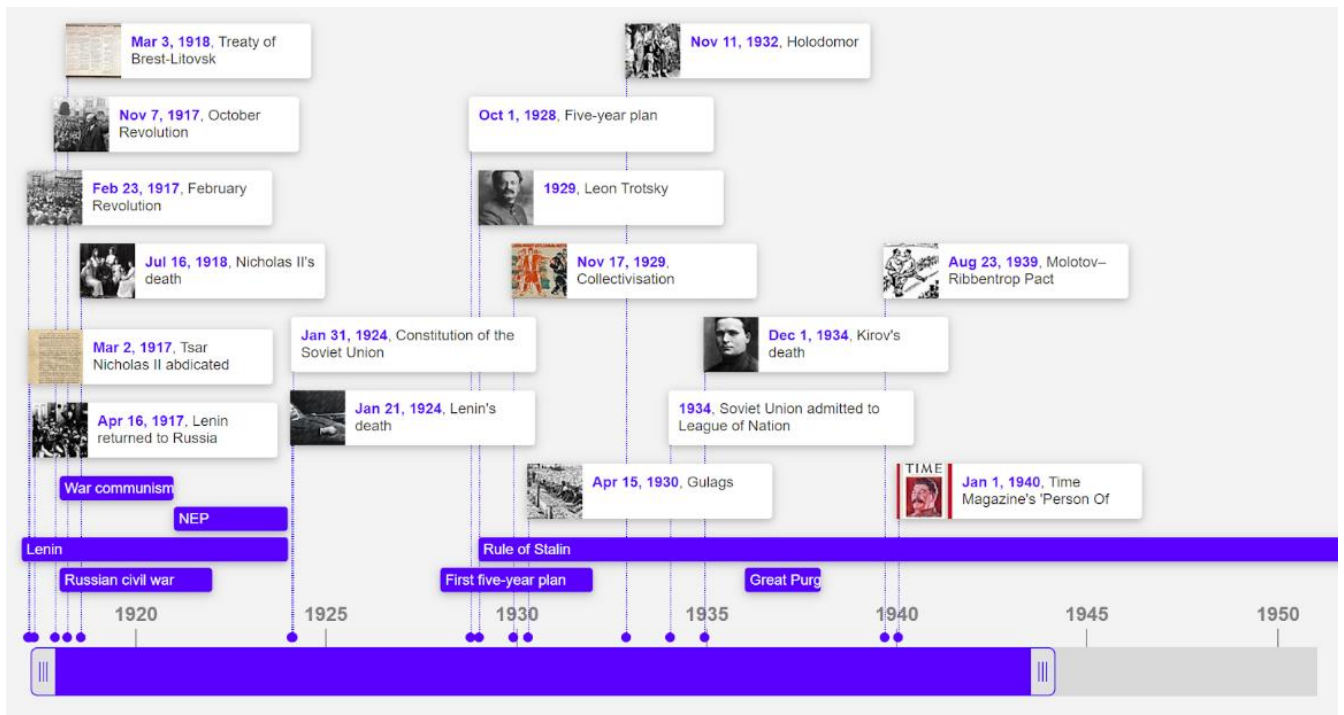 Mar 3, 1918, Treaty of
Brest-Litovsk
Nov 11, 1932, Holodomor
Nov 7, 1917, October
Revolution
Oct 1, 1928, Five-year plan
Feb 23, 1917, February
Revolution
1929, Leon Trotsky
Jul 16, 1918, Nicholas II's
death
Nov 17, 1929,
Collectivisation
Aug 23, 1939, Molotov–
Ribbentrop Pact
Mar 2, 1917, Tsar
Nicholas II abdicated
Jan 31, 1924, Constitution of the
Soviet Union
Dec 1, 1934, Kirov's
death
Apr 16, 1917, Lenin
returned to Russia
Jan 21, 1924, Lenin's
death
1934, Soviet Union admitted to
League of Nation
Apr 15, 1930, Gulags
TIME
Jan 1, 1940, Time
Magazine's 'Person Of
War communism
NEP
Lenin
Rule of Stalin
Russian civil war
First five-year plan
Great Purg
1920 1925 1930 1935 1940 1945 1950